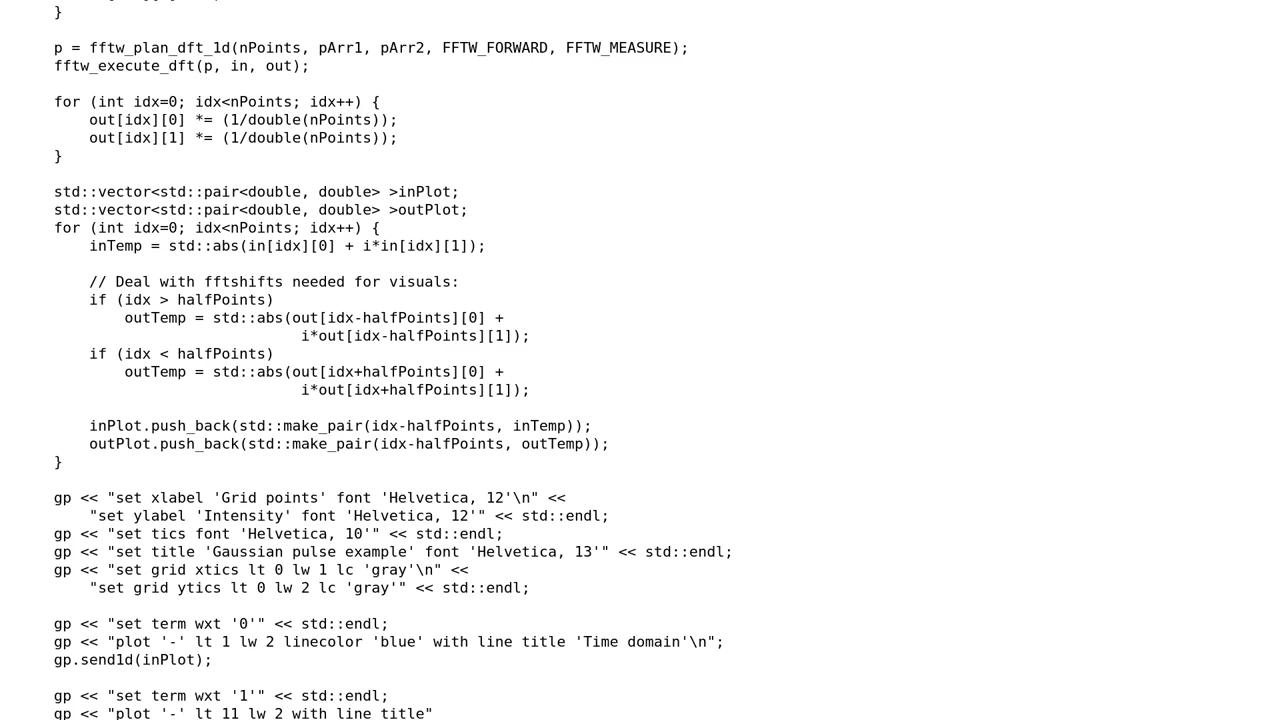 }
p = fftw_plan_dft_1d(nPoints, pArr1, pArr2, FFTW_FORWARD, FFTW_MEASURE);
fftw_execute_dft(p, in, out);
for (int idx=0; idx<nPoints; idx++) {
out[idx][0] *= (1/double(nPoints));
out[idx][1] *= (1/double(nPoints));
}
std::vector<std::pair<double, double> >inPlot;
std::vector<std::pair<double, double> >outPlot;
for (int idx=0; idx<nPoints; idx++) {
inTemp = std::abs(in[idx][0] + i*in[idx][1]);
// Deal with fftshifts needed for visuals:
if (idx > halfPoints)
outTemp = std::abs(out[idx-halfPoints][0] +
i*out[idx-halfPoints][1]);
if (idx < halfPoints)
outTemp = std::abs(out[idx+halfPoints][0] +
i*out[idx+halfPoints][1]);
inPlot.push_back(std::make_pair(idx-halfPoints, inTemp));
outPlot.push_back(std::make_pair(idx-halfPoints, outTemp));
}
gp << "set xlabel 'Grid points' font 'Helvetica, 12'\n" <<
"set ylabel 'Intensity' font 'Helvetica, 12'" << std::endl;
gp << "set tics font 'Helvetica, 10'" << std::endl;
gp << "set title 'Gaussian pulse example' font 'Helvetica, 13'" << std::endl;
gp << "set grid xtics lt 0 lw 1 lc 'gray'\n" <<
"set grid ytics lt 0 lw 2 lc 'gray'" << std::endl;
gp << "set term wxt '0'" << std::endl;
gp << "plot '-' lt 1 lw 2 linecolor 'blue' with line title 'Time domain'\n";
gp.send1d(inPlot);
gp << "set term wxt '1'" << std::endl;
gp << "plot '-' lt 11 lw 2 with line title"